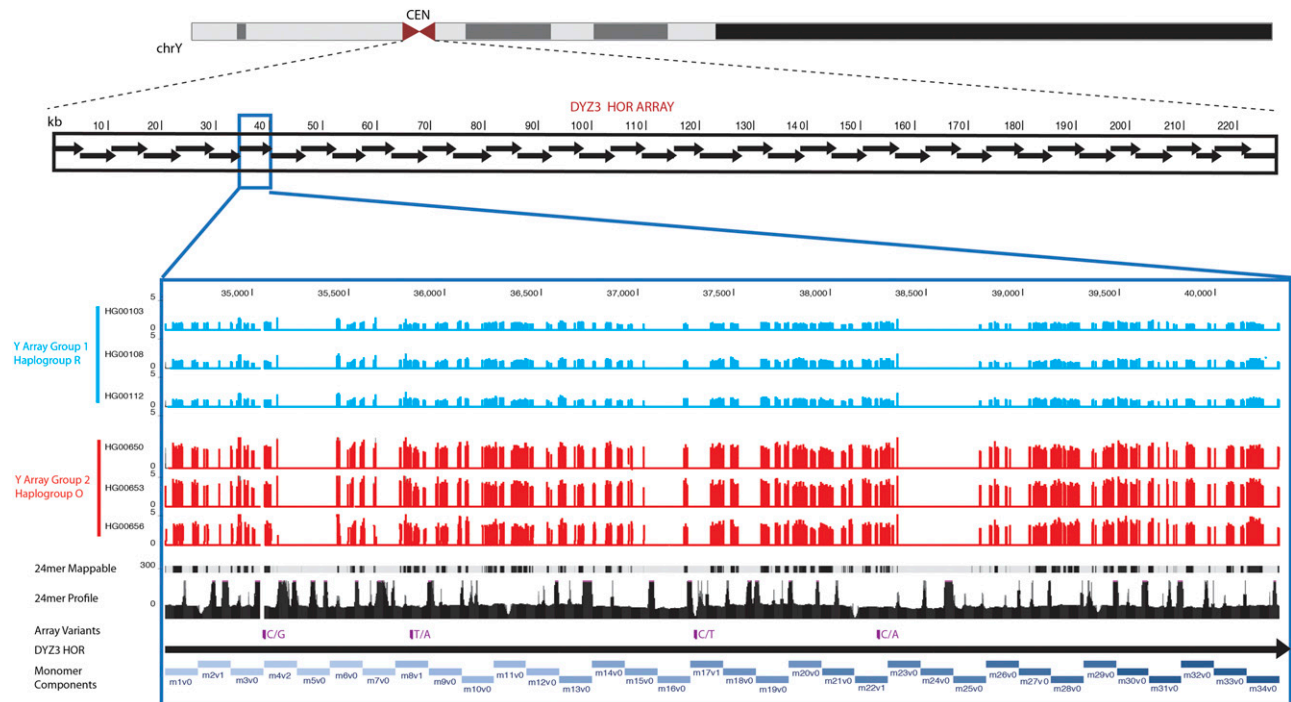 CEN
chrY
DYZ3 HOR ARRAY
kb
10 20 30 40 50 60 70 80 90 100 110 120 130 140 150 160 170 180 190 200 210 220
35,000 35,500 36,000 36,500 37,000 37,500 38,000 38,500 39,000 39,500 40,000
5
HG00103
0
Y Array Group 1
Haplogroup R
5
HG00108
0
5
HG00112
0
5
HG00650
0
Y Array Group 2
Haplogroup O
5
HG00653
0
5
HG00656
0
24mer Mappable
300
24mer Profile
0
Array Variants
C/G T/A C/T C/A
DYZ3 HOR
Monomer
Components
m1v0 m2v1 m3v0 m4v2 m5v0 m6v0 m7v0 m8v1 m9v0 m10v0 m11v0 m12v0 m13v0 m14v0 m15v0 m16v0 m17v1 m18v0 m19v0 m20v0 m21v0 m22v1 m23v0 m24v0 m25v0 m26v0 m27v0 m28v0 m29v0 m30v0 m31v0 m32v0 m33v0 m34v0